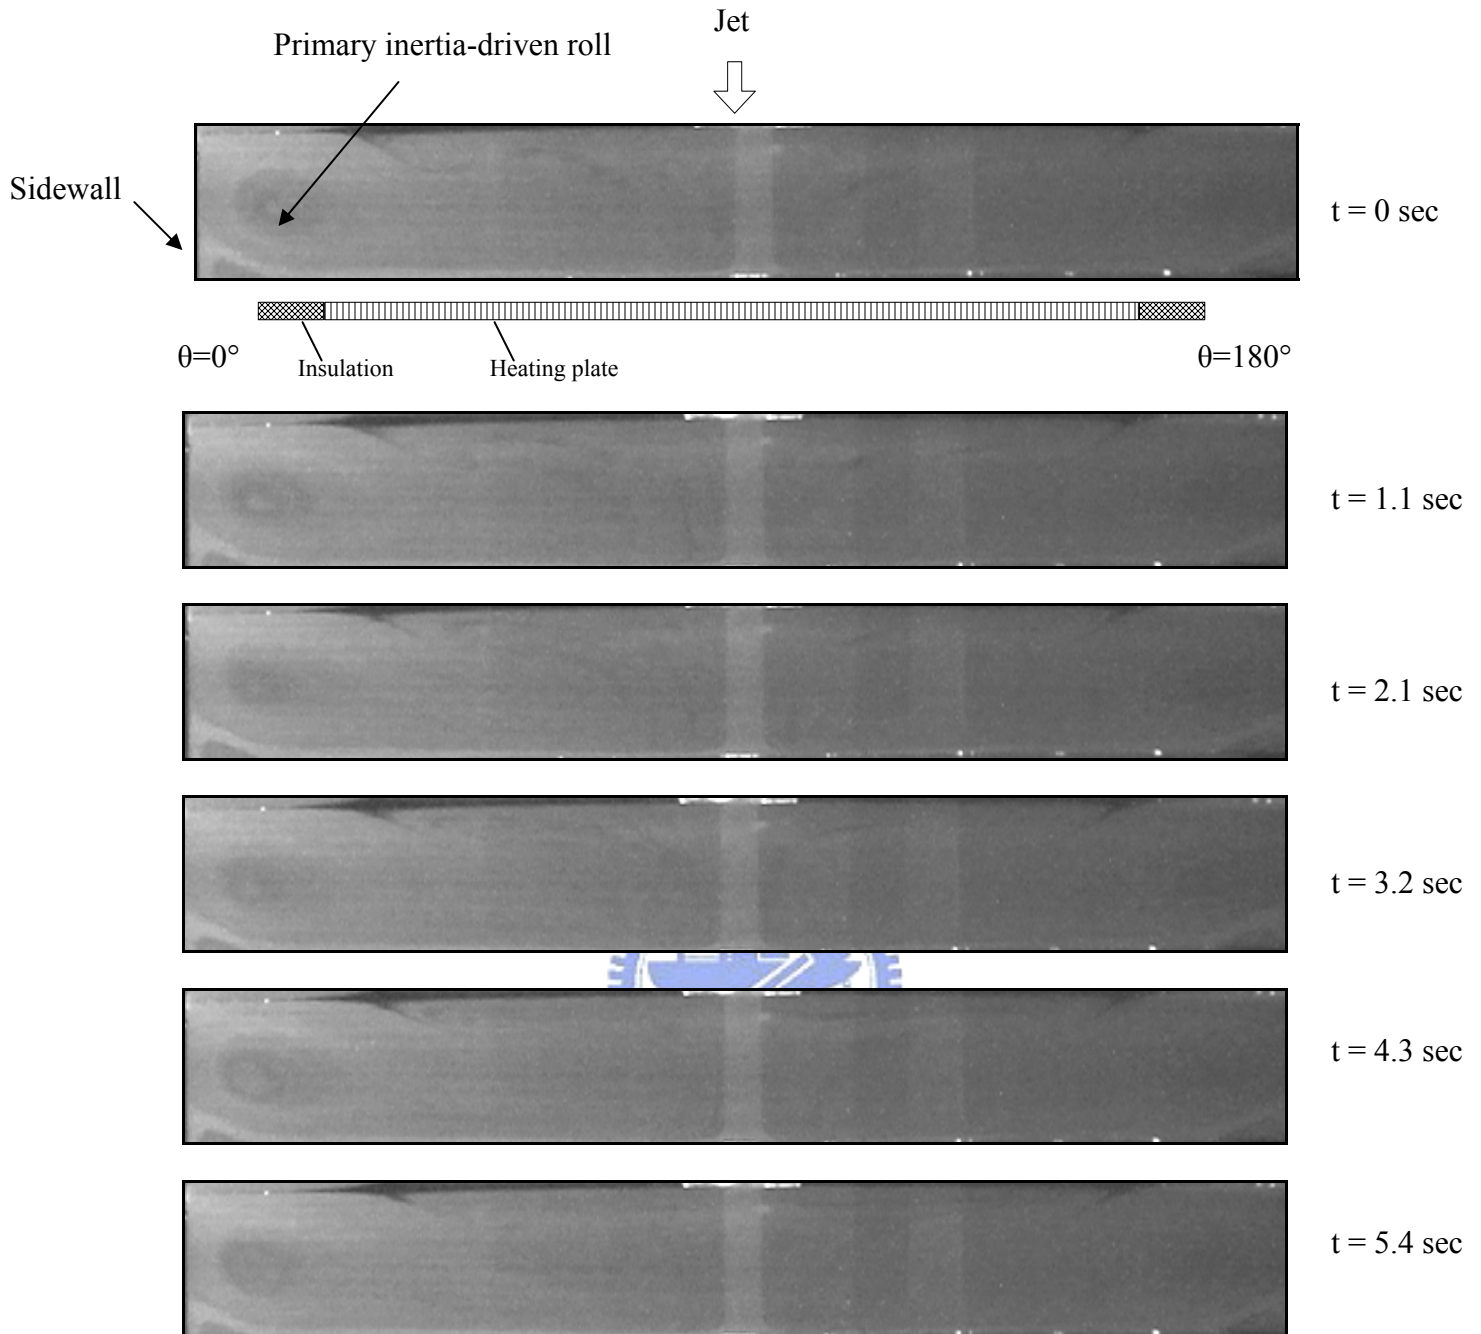 Jet
Primary inertia-driven roll
Sidewall
t = 0 sec
θ=0°
θ=180°
Insulation
Heating plate
t = 1.1 sec
t = 2.1 sec
t = 3.2 sec
t = 4.3 sec
t = 5.4 sec